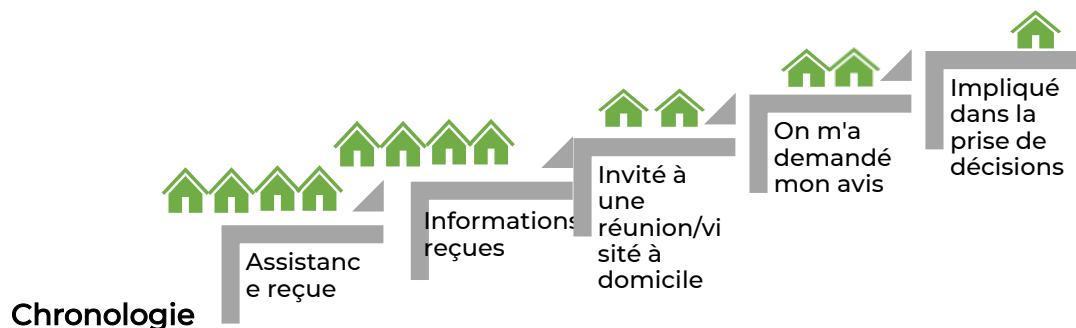 Assistanc
e reçue
Informations
reçues
Invité à
une
réunion/vi
sité à
domicile
On m'a
demandé
mon avis
Impliqué
dans la
prise de
décisions
Chronologie